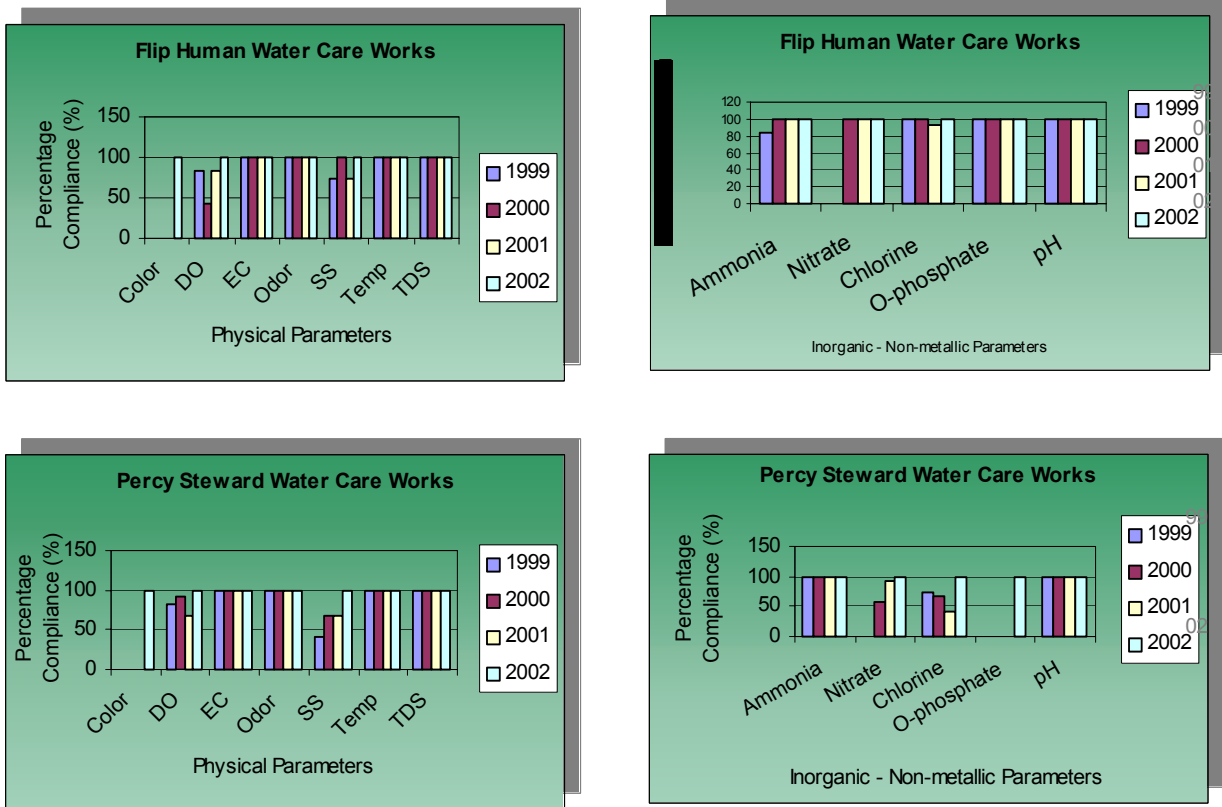 Flip Human Water Care Works
Percentage
Compliance (%)
150
100
50
0
Color
DO
EC
Odor
SS
Temp
TDS
Physical Parameters
1999
2000
2001
2002
Flip Human Water Care Works
120
100
80
60
40
20
0
Ammonia
Nitrate
Chlorine
O-phosphate
pH
Inorganic - Non-metallic Parameters
1999
2000
2001
2002
Percy Steward Water Care Works
Percentage
Compliance (%)
150
100
50
0
Color
DO
EC
Odor
SS
Temp
TDS
Physical Parameters
1999
2000
2001
2002
Percy Steward Water Care Works
Percentage
Compliance (%)
150
100
50
0
Ammonia
Nitrate
Chlorine
O-phosphate
pH
Inorganic - Non-metallic Parameters
1999
2000
2001
2002
02